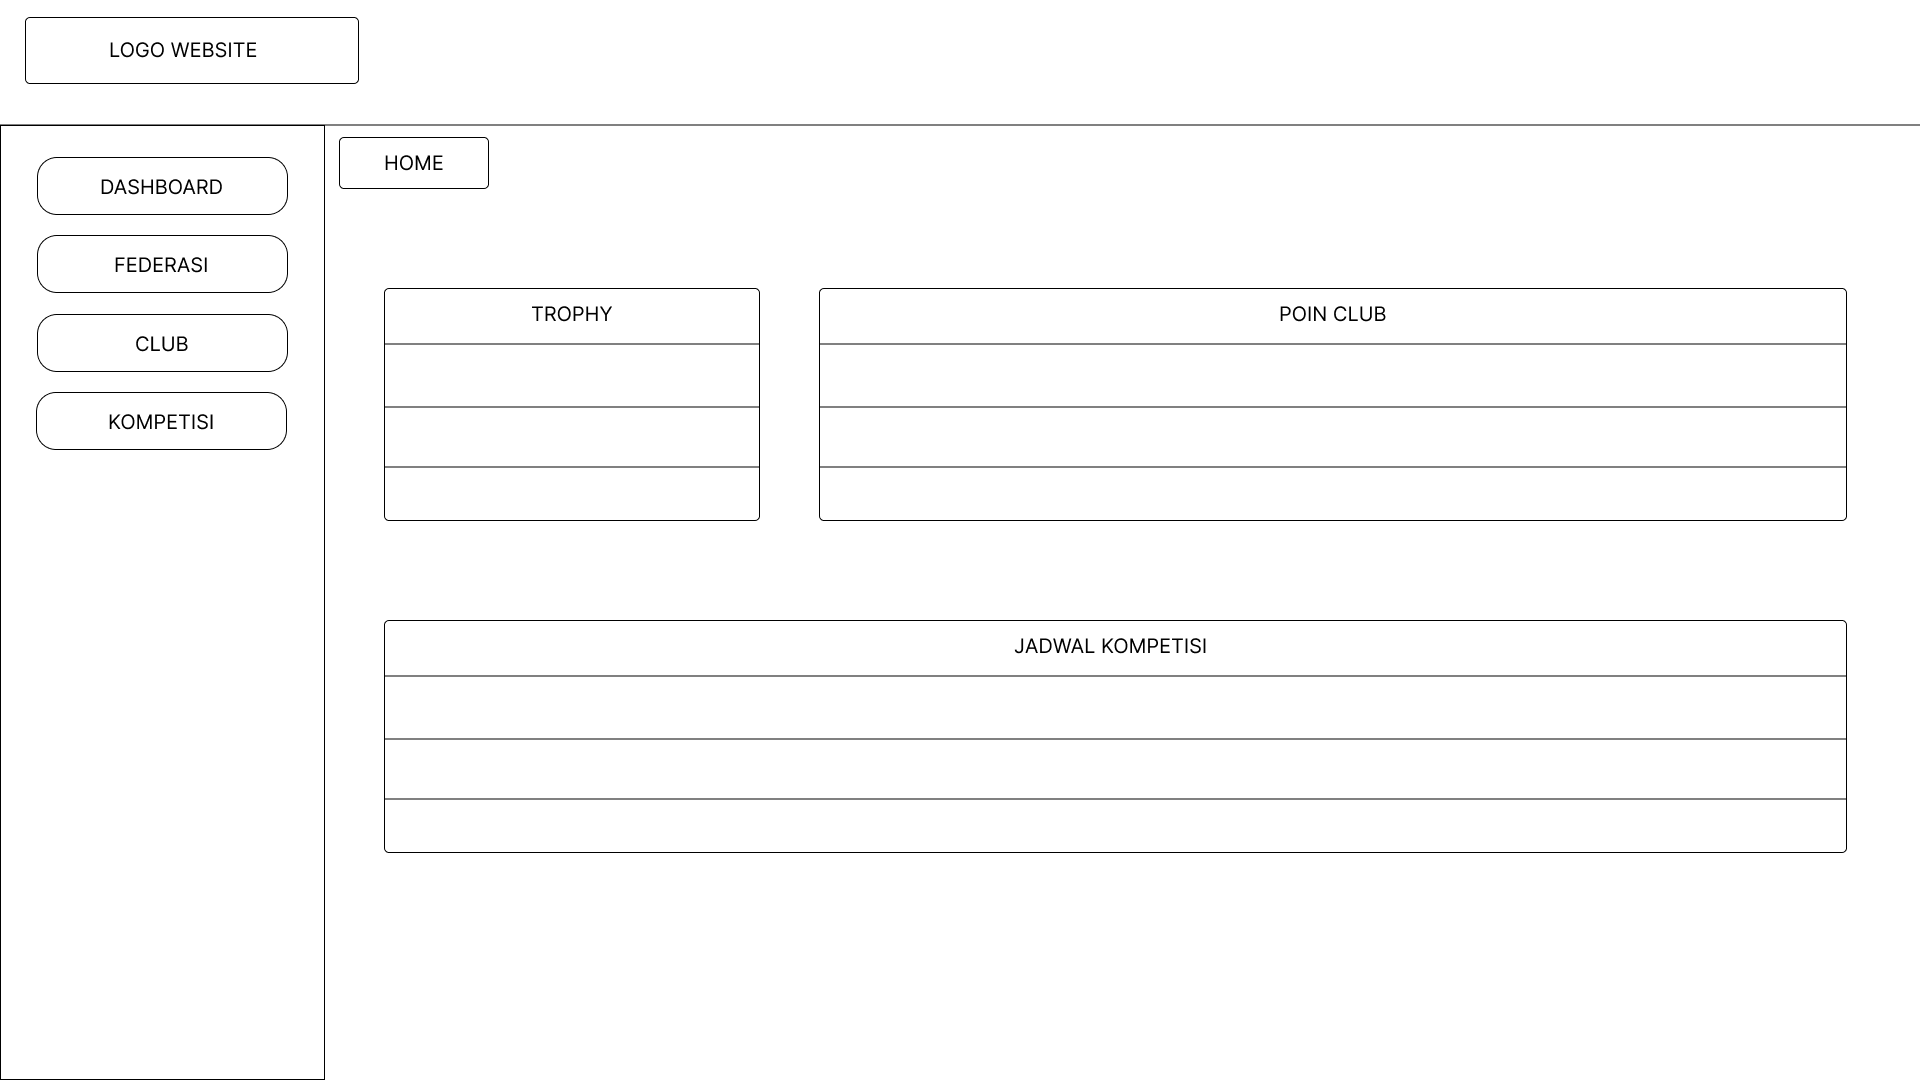 LOGO WEBSITE
HOME
DASHBOARD
FEDERASI
CLUB
KOMPETISI
TROPHY
POIN CLUB
JADWAL KOMPETISI